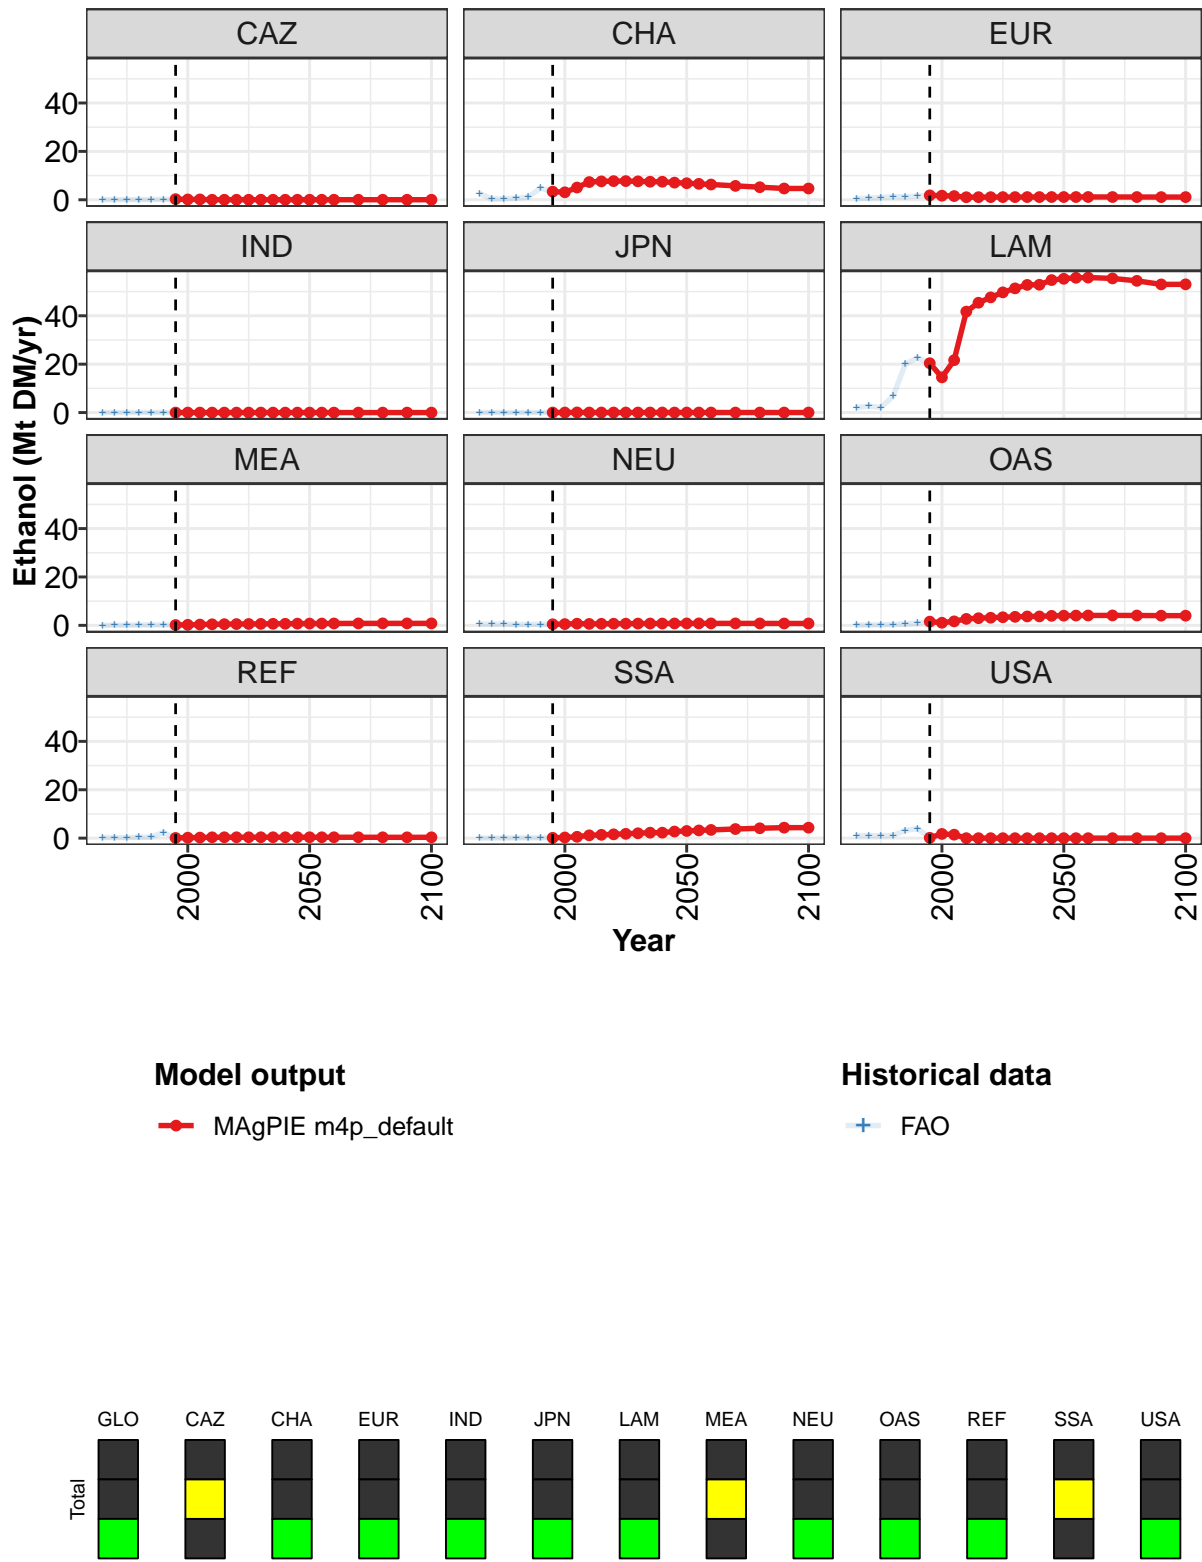 CAZ CHA EUR
40
20
0
IND JPN LAM
40
20
0
MEA NEU OAS
40
20
0
REF SSA USA
40
20
0
Ethanol (Mt DM/yr)
2000 2050 2100 2000 2050 2100 2000 2050 2100
Year
Model output Historical data
MAgPIE m4p_default FAO
GLO CAZ CHA EUR IND JPN LAM MEA NEU OAS REF SSA USA
Total